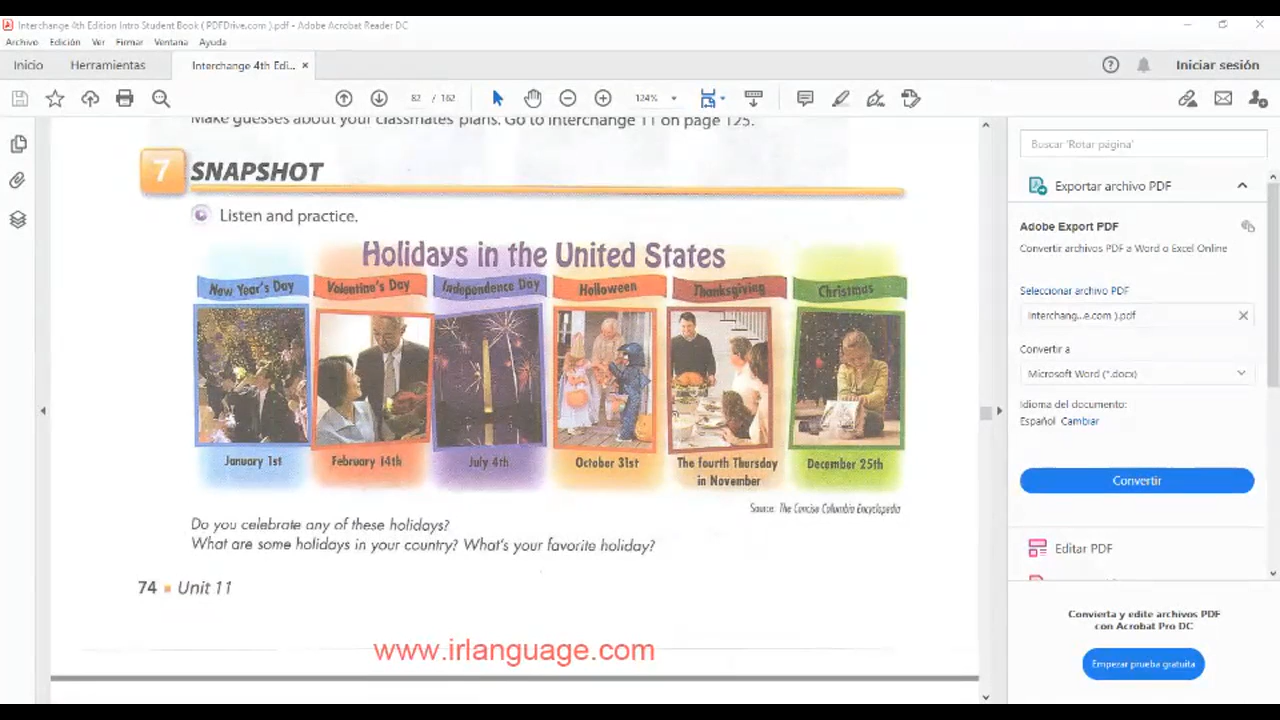 Interchange 4th Edition Intro Student Book ( PDFDrive.com ).pdf - Adobe Acrobat Reader DC
Archivo Edición Ver Firmar Ventana Ayuda
Inicio Herramientas Interchange 4th Edi... × Iniciar sesión
82 / 162 124%
Make guesses about your classmates' plans. Go to Interchange 11 on page 125.
7 SNAPSHOT
Listen and practice.
Holidays in the United States
New Year's Day Valentine's Day Independence Day Holloween Thanksgiving Christmas
January 1st February 14th July 4th October 31st The fourth Thursday in November December 25th
Source: The Concise Columbia Encyclopedia
Do you celebrate any of these holidays?
What are some holidays in your country? What's your favorite holiday?
74 Unit 11
www.irlanguage.com
Buscar 'Rotar página'
Exportar archivo PDF
Adobe Export PDF
Convertir archivos PDF a Word o Excel Online
Seleccionar archivo PDF
Interchang...e.com ).pdf
Convertir a
Microsoft Word (*.docx)
Idioma del documento:
Español Cambiar
Convertir
Editar PDF
Convierta y edite archivos PDF
con Acrobat Pro DC
Empezar prueba gratuita